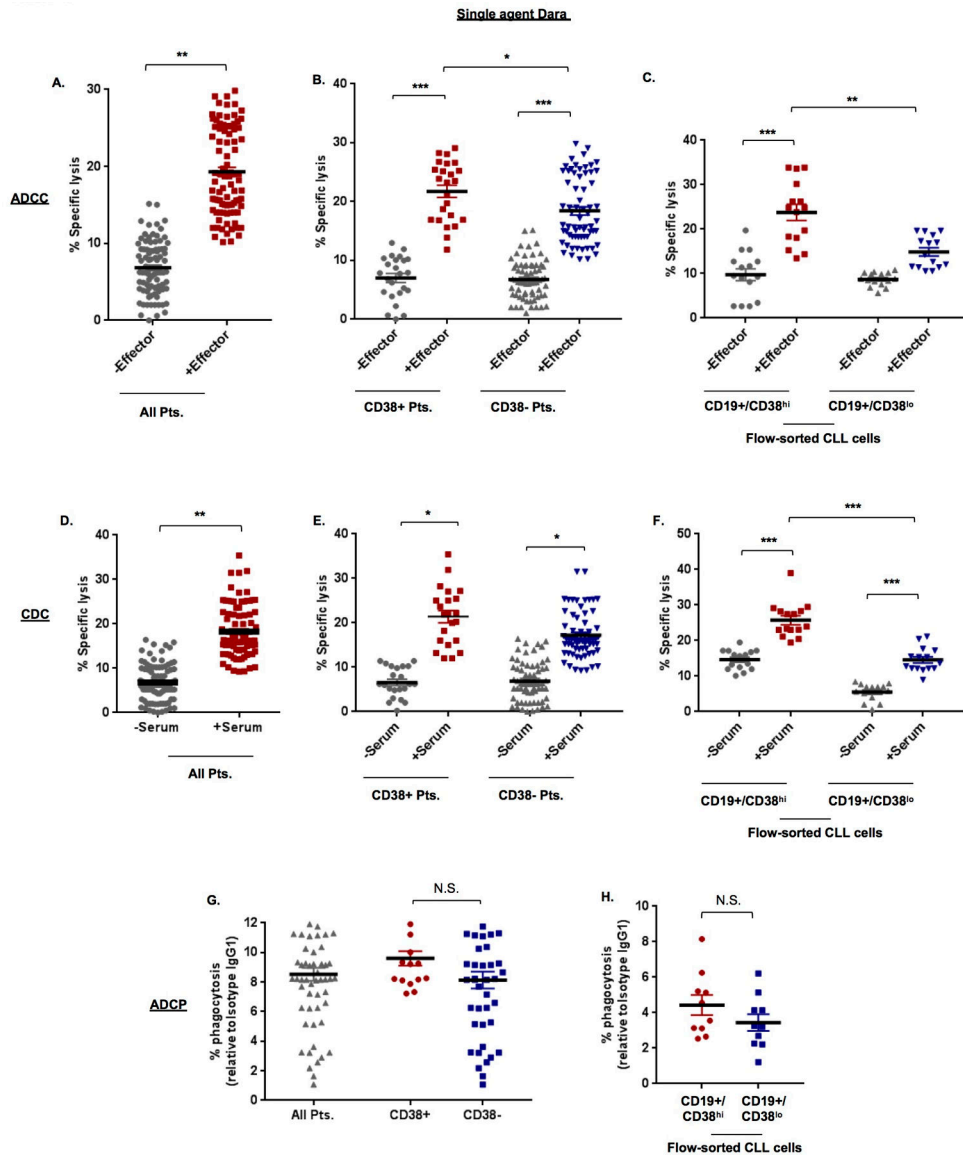 Single agent Dara
A.
B.
C.
ADCC
**
*** * ***
*** **
% Specific lysis
30
20
10
0
-Effector
+Effector
All Pts.
% Specific lysis
40
30
20
10
0
-Effector
+Effector
-Effector
+Effector
CD38+ Pts.
CD38- Pts.
% Specific lysis
40
30
20
10
0
-Effector
+Effector
-Effector
+Effector
CD19+/CD38hi
CD19+/CD38lo
Flow-sorted CLL cells
D.
E.
F.
CDC
**
* *
*** *** ***
% Specific lysis
40
30
20
10
0
-Serum
+Serum
All Pts.
% Specific lysis
40
30
20
10
0
-Serum
+Serum
-Serum
+Serum
CD38+ Pts.
CD38- Pts.
% Specific lysis
50
40
30
20
10
0
-Serum
+Serum
-Serum
+Serum
CD19+/CD38hi
CD19+/CD38lo
Flow-sorted CLL cells
G.
H.
ADCP
N.S.
% phagocytosis
(relative toIsotype IgG1)
12
10
8
6
4
2
0
All Pts.
CD38+
CD38-
N.S.
% phagocytosis
(relative toIsotype IgG1)
10
8
6
4
2
0
CD19+/
CD38hi
CD19+/
CD38lo
Flow-sorted CLL cells